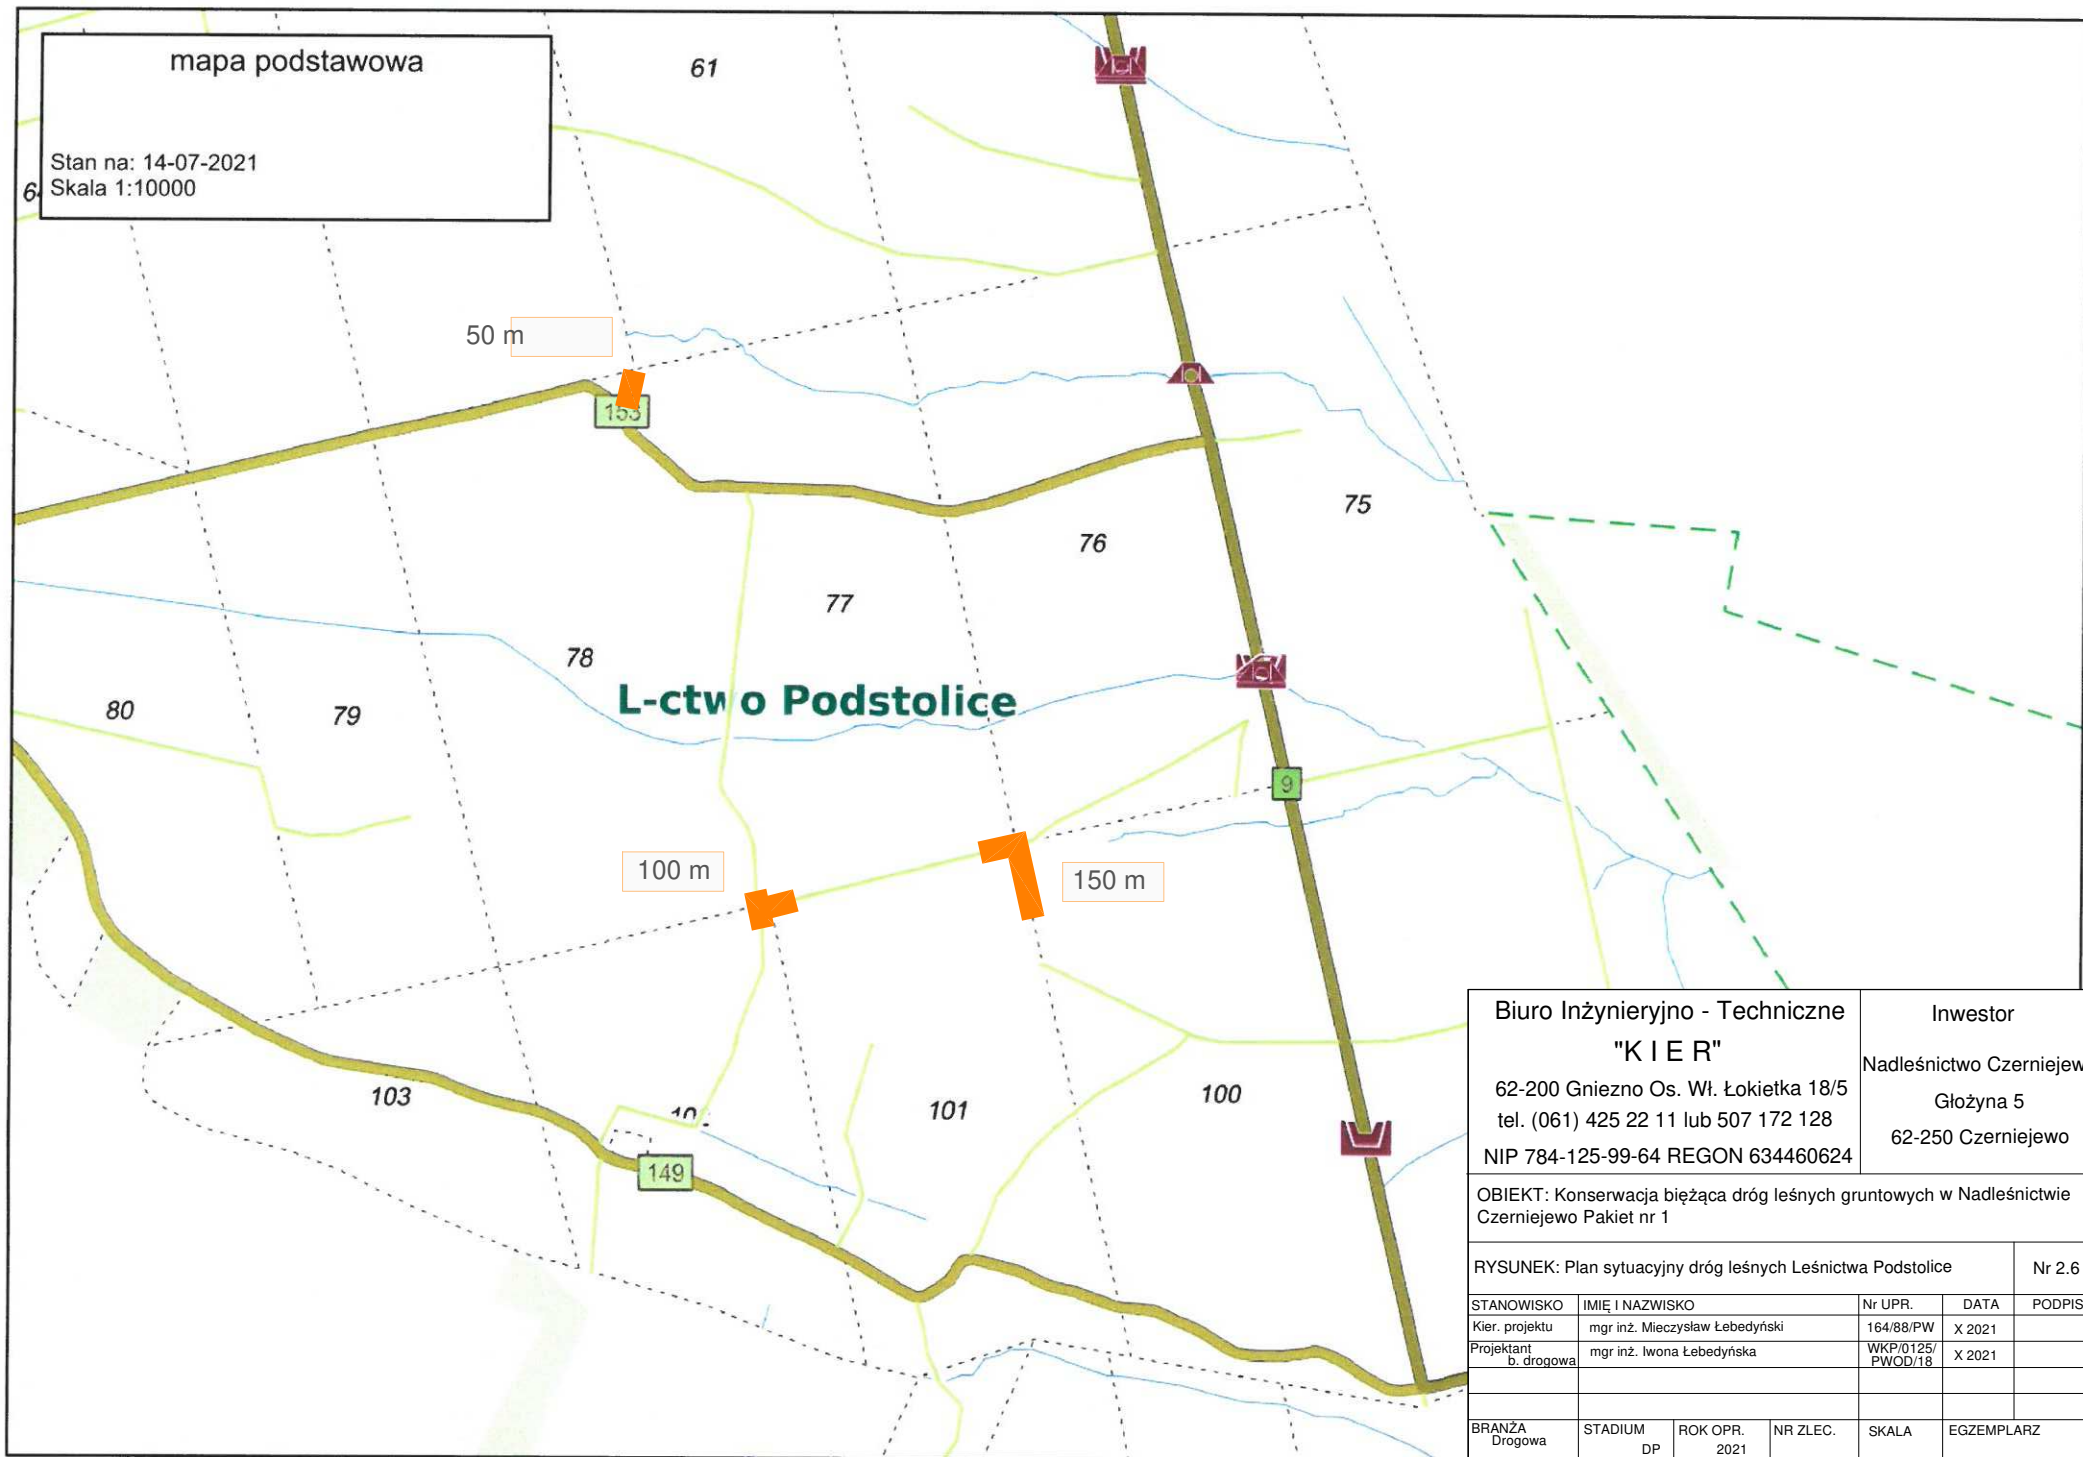 mapa podstawowa
Stan na: 14-07-2021
Skala 1:10000
61
50 m
153
75
76
77
78
L-ctwo Podstolice
80
79
9
100 m
150 m
103
101
100
149
Biuro Inżynieryjno - Techniczne
"K I E R"
62-200 Gniezno Os. Wł. Łokietka 18/5
tel. (061) 425 22 11 lub 507 172 128
NIP 784-125-99-64 REGON 634460624
Inwestor
Nadleśnictwo Czerniejew
Głożyna 5
62-250 Czerniejewo
OBIEKT: Konserwacja biężąca dróg leśnych gruntowych w Nadleśnictwie
Czerniejewo Pakiet nr 1
RYSUNEK: Plan sytuacyjny dróg leśnych Leśnictwa Podstolice Nr 2.6
STANOWISKO IMIĘ I NAZWISKO Nr UPR. DATA PODPIS
Kier. projektu mgr inż. Mieczysław Łebedyński 164/88/PW X 2021
Projektant b. drogowa mgr inż. Iwona Łebedyńska WKP/0125/ PWOD/18 X 2021
BRANŻA STADIUM ROK OPR. NR ZLEC. SKALA EGZEMPLARZ
Drogowa DP 2021